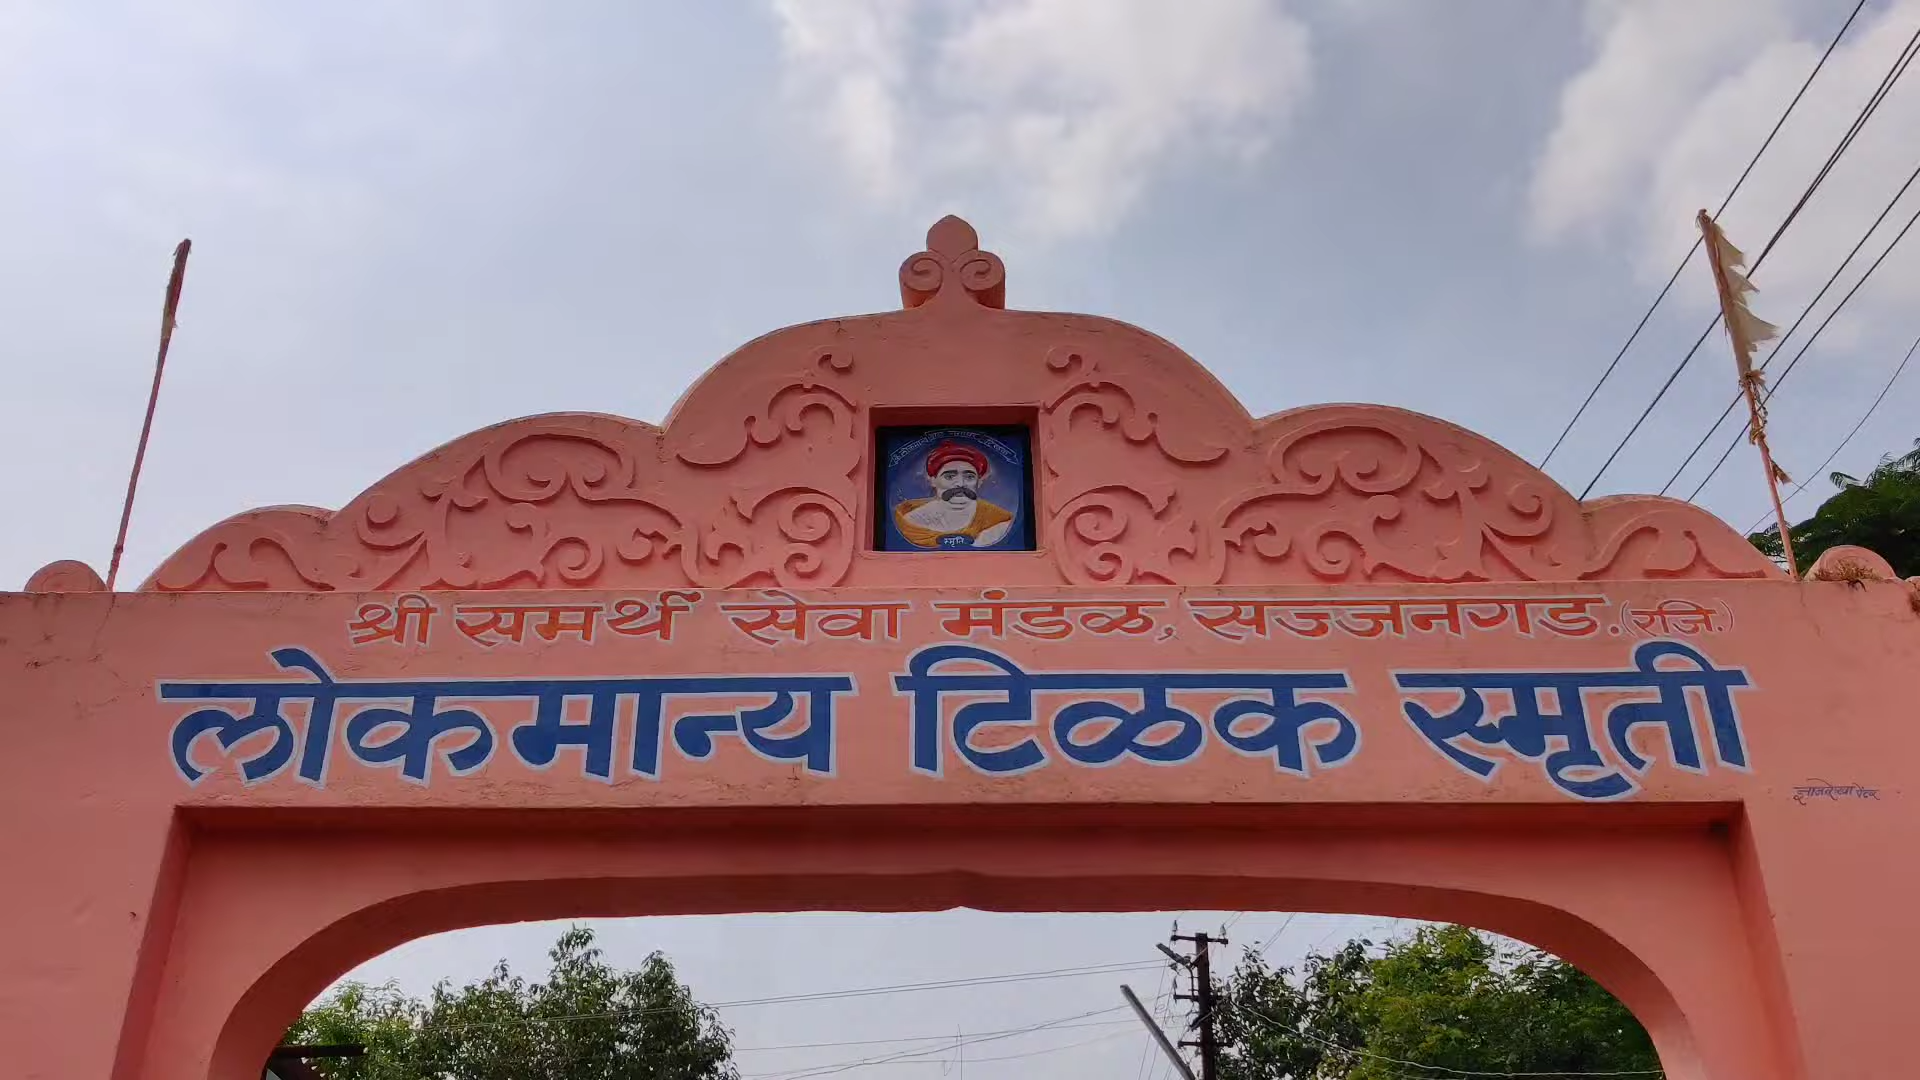 स्मृति
श्री समर्थ सेवा मंडळ, सज्जनगड. (रजि.)
लोकमान्य टिळक स्मृती